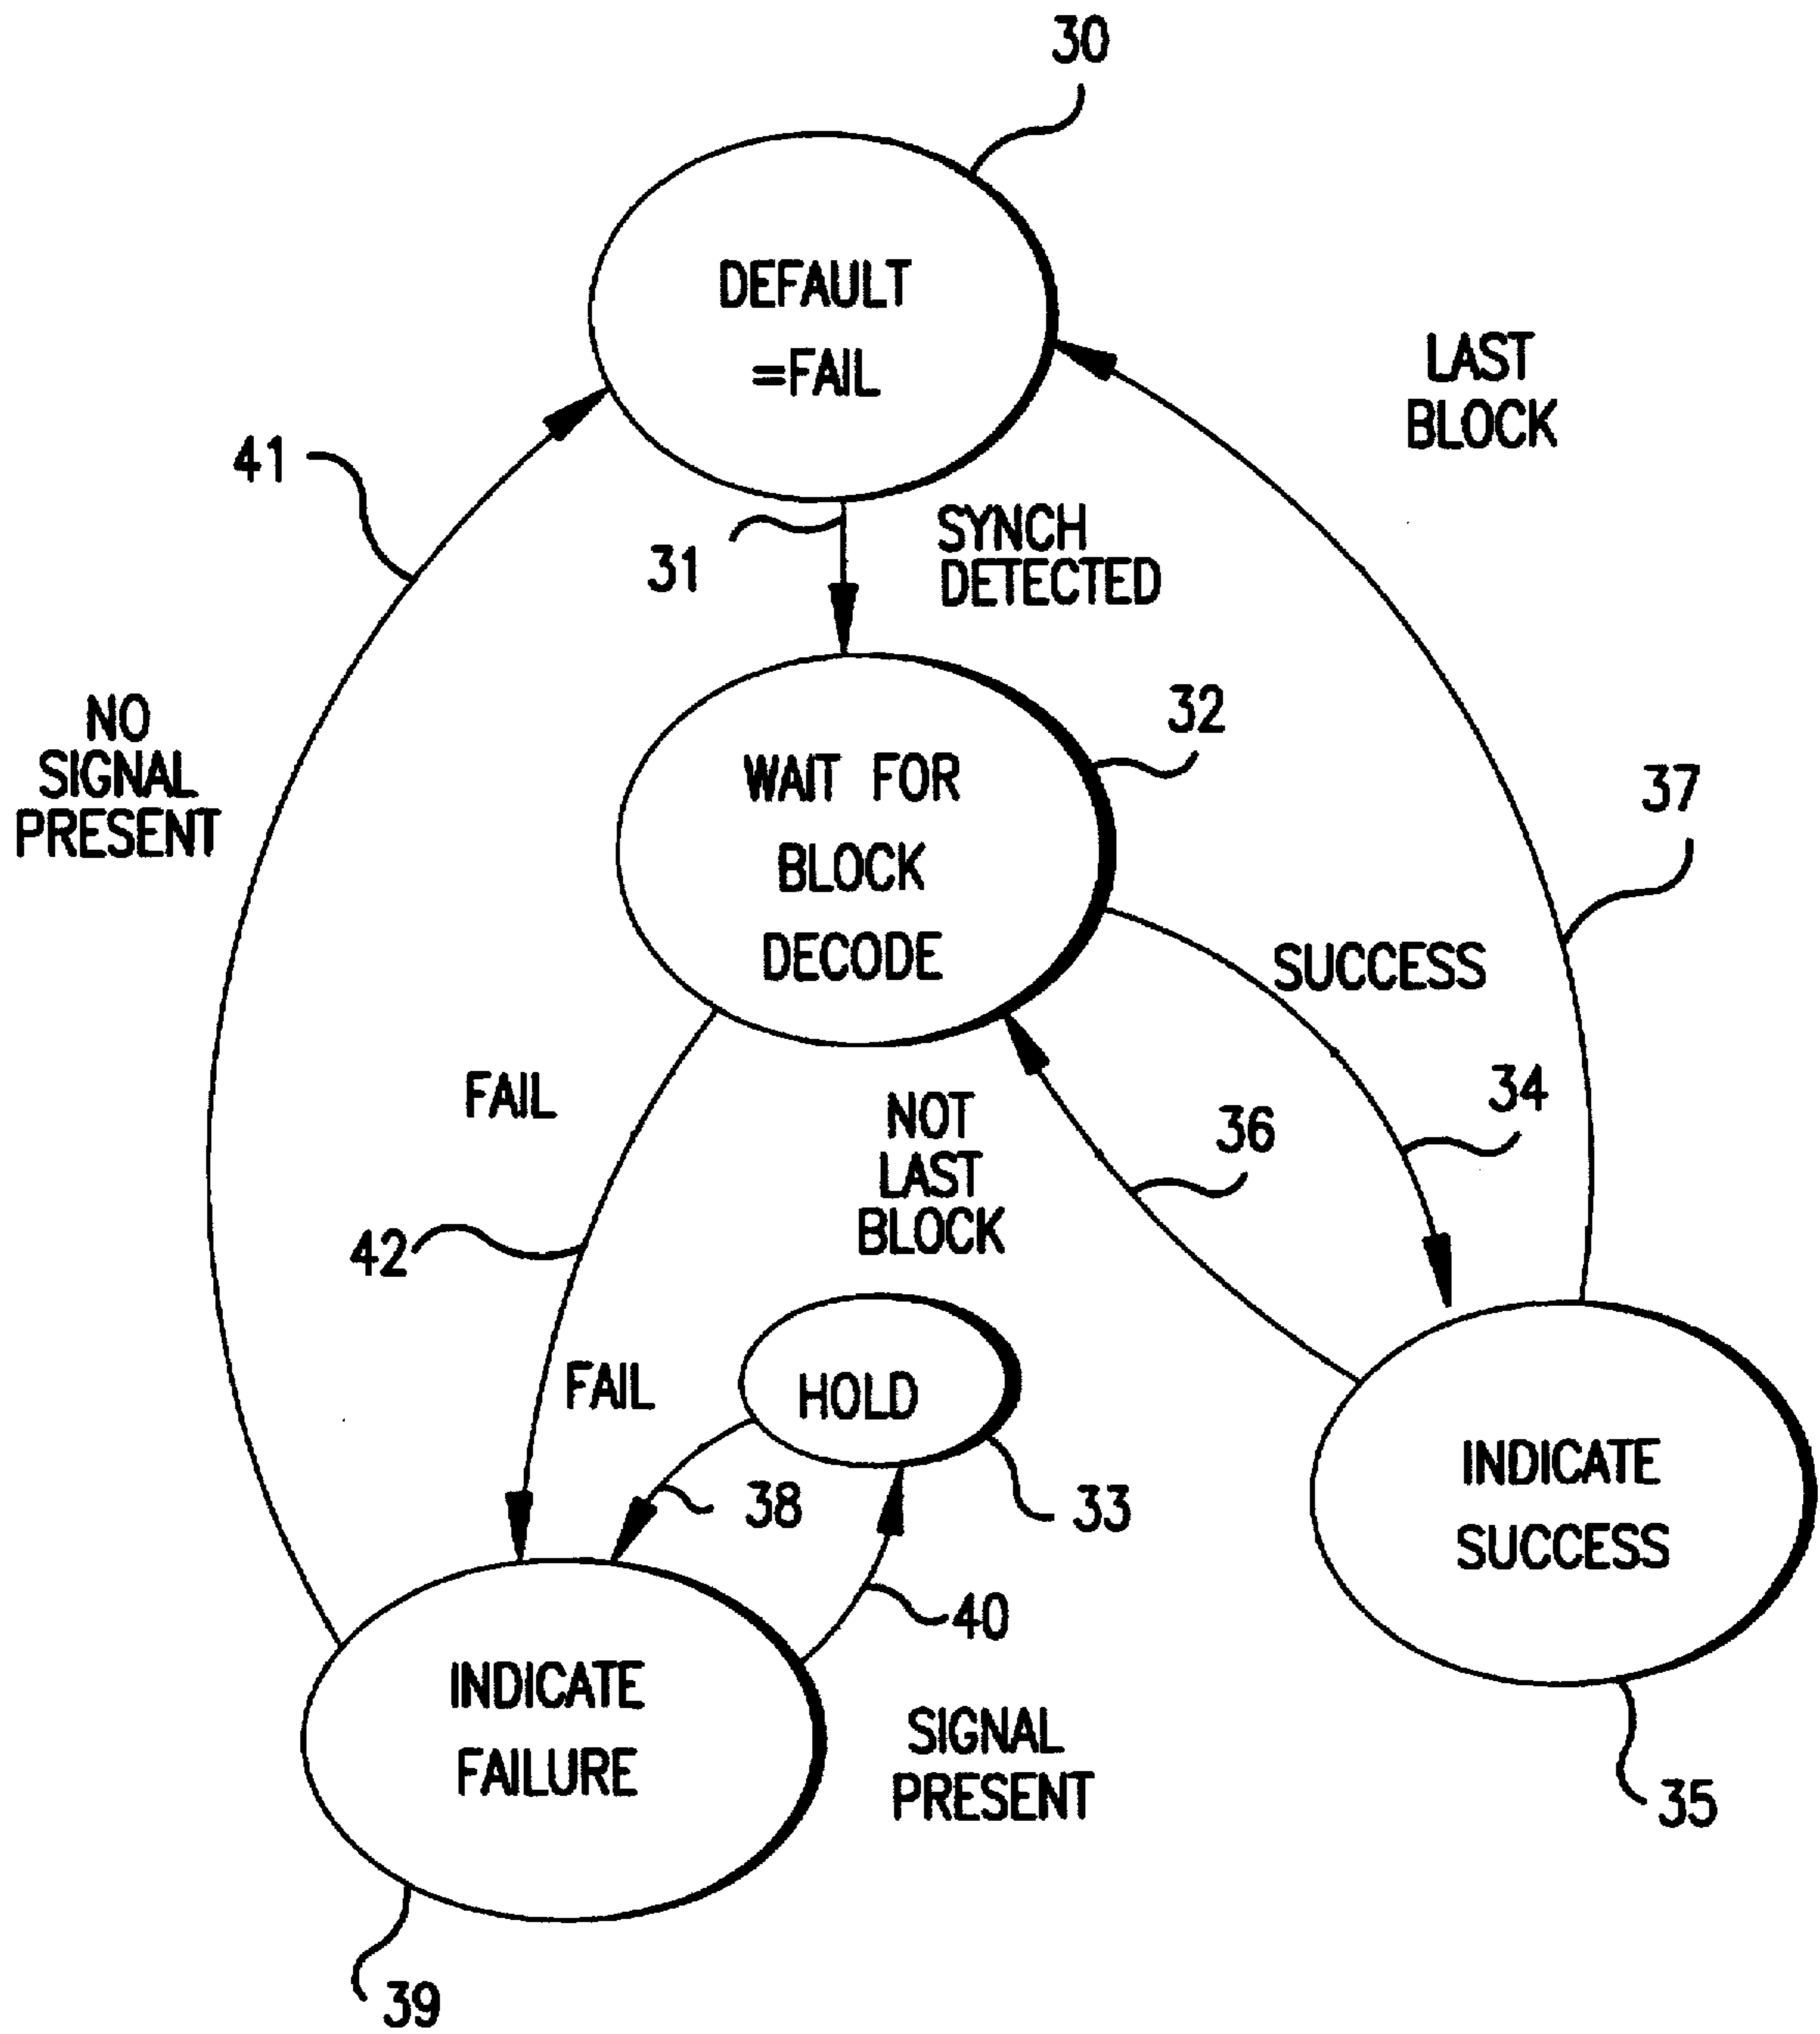 30
DEFAULT
=FAIL
LAST
BLOCK
41
31
SYNCH
DETECTED
NO
SIGNAL
PRESENT
32
WAIT FOR
BLOCK
DECODE
37
SUCCESS
FAIL
NOT
LAST
BLOCK
36
34
42
FAIL
HOLD
38
33
INDICATE
SUCCESS
40
INDICATE
FAILURE
SIGNAL
PRESENT
35
39